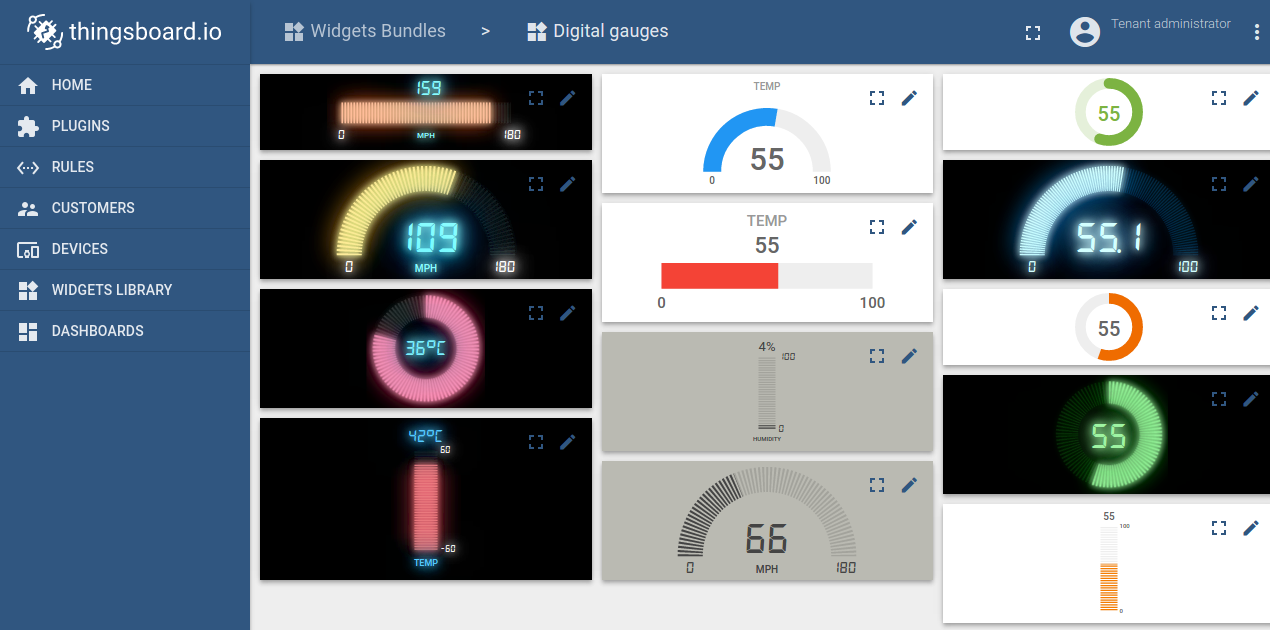 thingsboard.io
Widgets Bundles > Digital gauges
Tenant administrator
HOME
PLUGINS
RULES
CUSTOMERS
DEVICES
WIDGETS LIBRARY
DASHBOARDS
159
0 MPH 180
109
0 MPH 180
36°C
42°C
60
-60
TEMP
TEMP
55
0 100
TEMP
55
0 100
4%
100
0
HUMIDITY
66
0 MPH 180
55
55.1
0 100
55
55
55
100
0